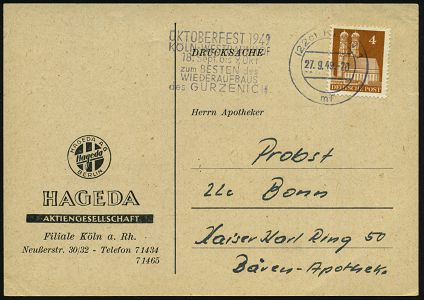 OKTOBERFEST 1949
KÖLN
18. Sept. bis 2. Okt
zum BESTEN des
WIEDERAUFBAUS
des GÜRZENICH
DRUCKSACHE
(22c)
27.9.49
4
DEUTSCHE POST
Herrn Apotheker
Probst
22c Bonn
Kaiser Karl Ring 50
Bären-Apotheke
HAGEDA AG
Hageda
BERLIN
HAGEDA
AKTIENGESELLSCHAFT
Filiale Köln a. Rh.
Neußerstr. 30/32 - Telefon 71434
71465